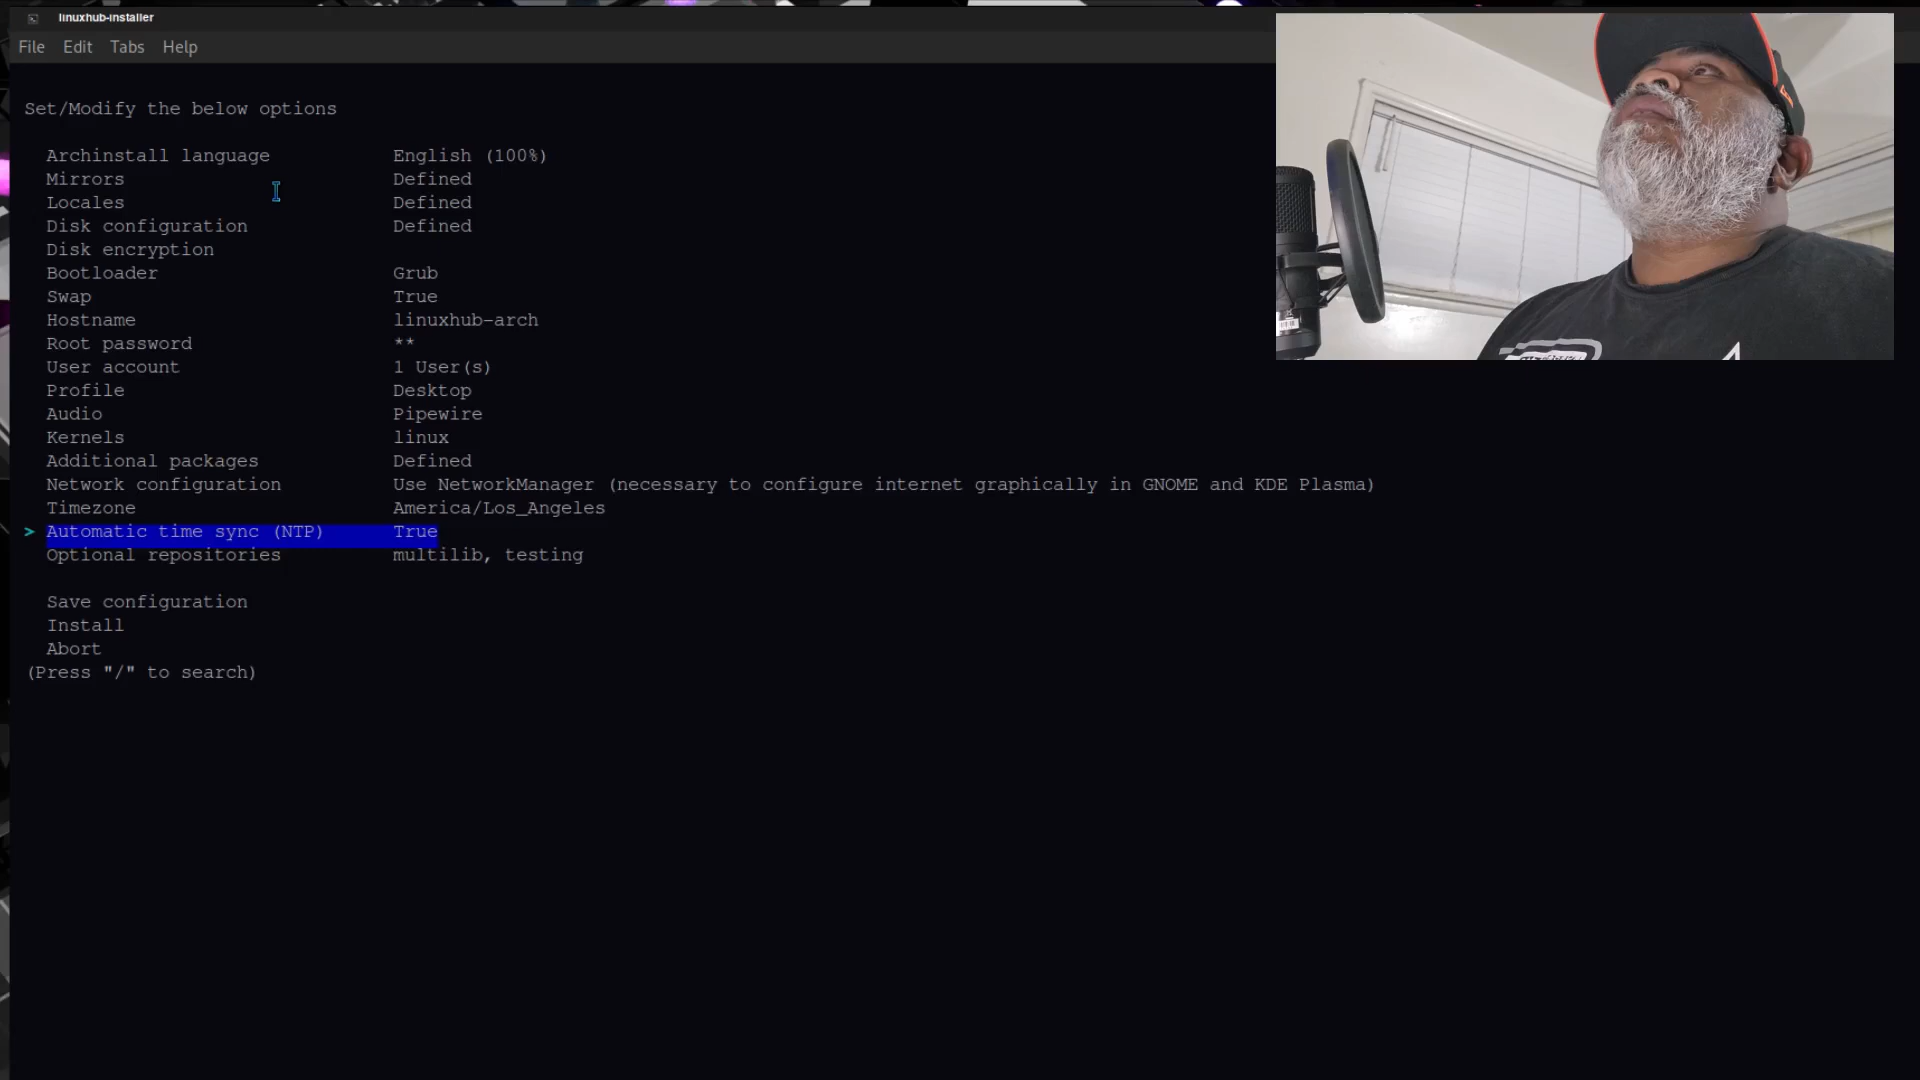 linuxhub-installer
File Edit Tabs Help
Set/Modify the below options
Archinstall language English (100%)
Mirrors Defined
Locales Defined
Disk configuration Defined
Disk encryption
Bootloader Grub
Swap True
Hostname linuxhub-arch
Root password **
User account 1 User(s)
Profile Desktop
Audio Pipewire
Kernels linux
Additional packages Defined
Network configuration Use NetworkManager (necessary to configure internet graphically in GNOME and KDE Plasma)
Timezone America/Los_Angeles
> Automatic time sync (NTP) True
Optional repositories multilib, testing
Save configuration
Install
Abort
(Press "/" to search)